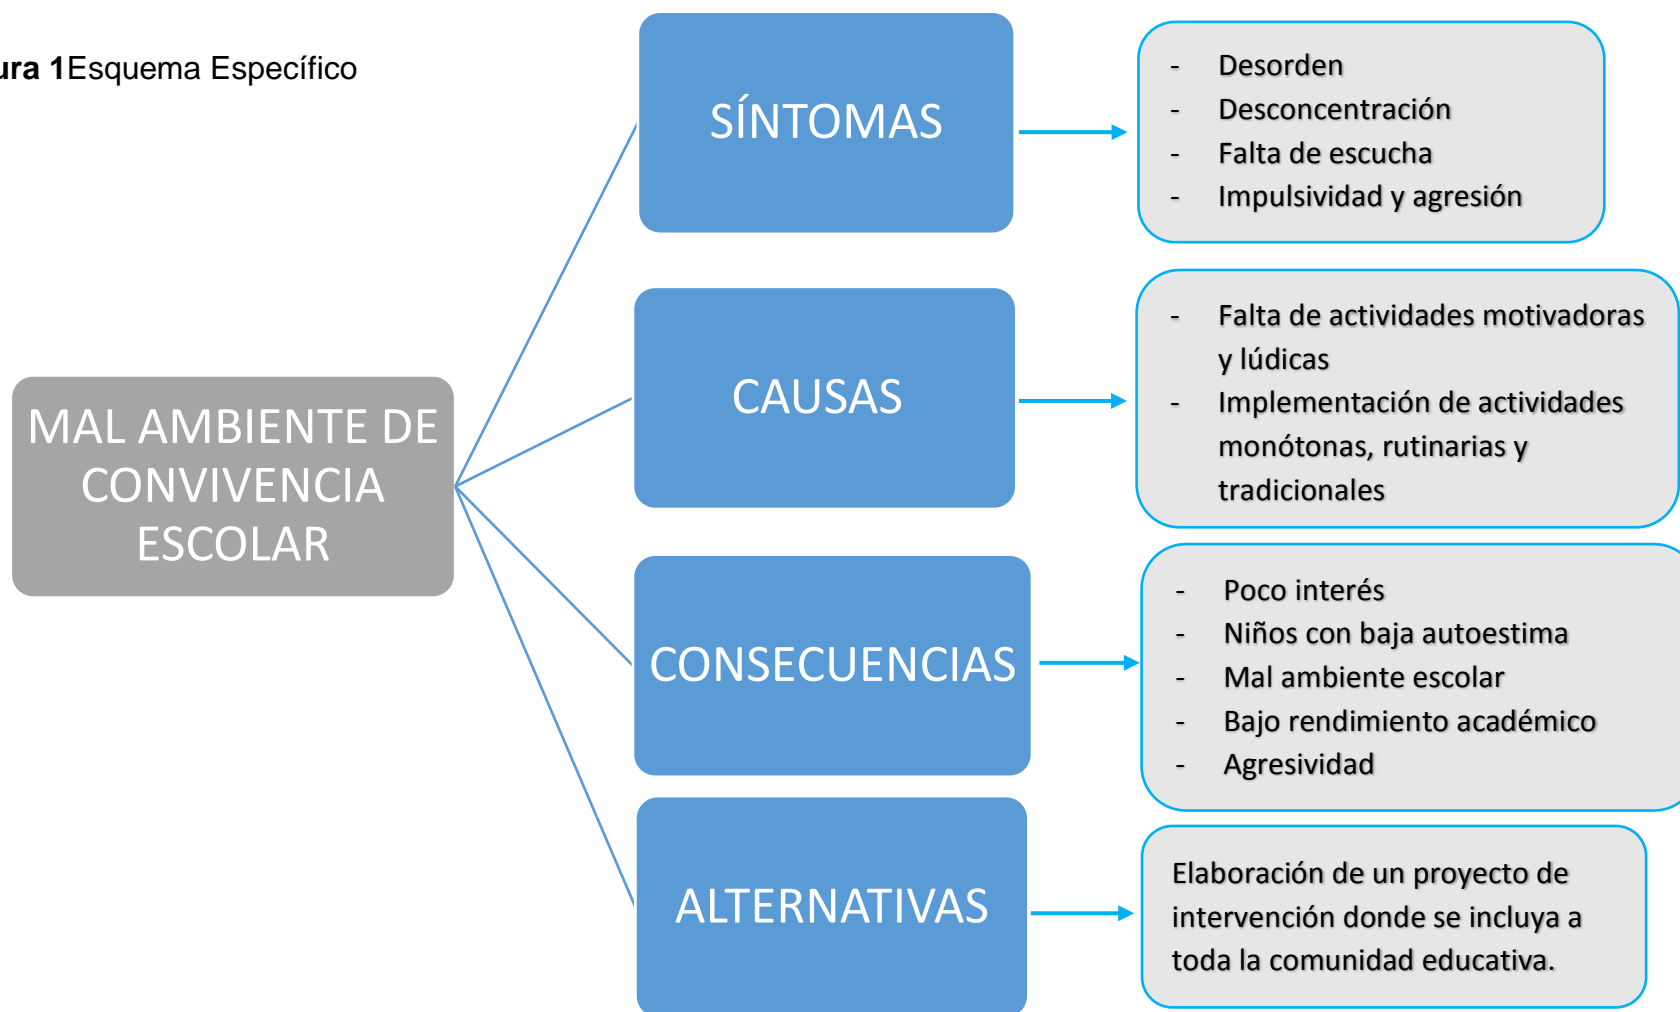 ura 1Esquema Específico
SÍNTOMAS
- Desorden
- Desconcentración
- Falta de escucha
- Impulsividad y agresión
MAL AMBIENTE DE
CONVIVENCIA
ESCOLAR
CAUSAS
- Falta de actividades motivadoras
y lúdicas
- Implementación de actividades
monótonas, rutinarias y
tradicionales
CONSECUENCIAS
- Poco interés
- Niños con baja autoestima
- Mal ambiente escolar
- Bajo rendimiento académico
- Agresividad
ALTERNATIVAS
Elaboración de un proyecto de
intervención donde se incluya a
toda la comunidad educativa.